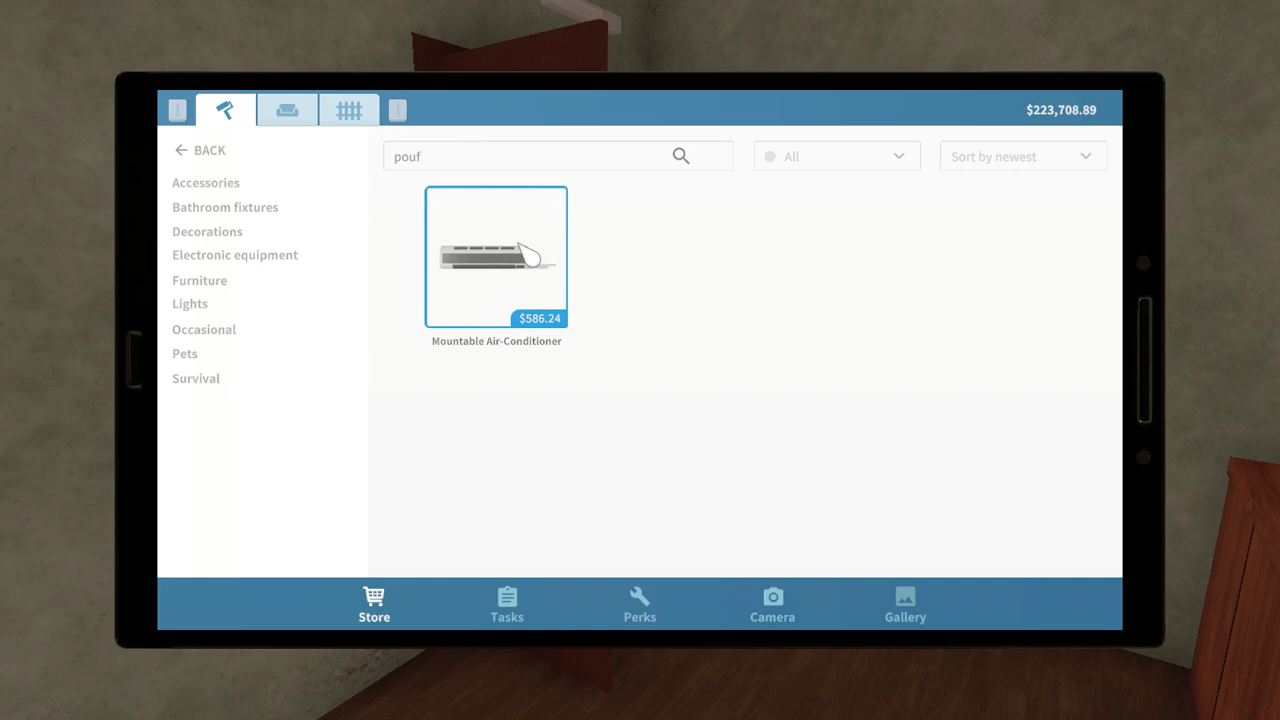 $223,708.89
BACK
pouf
All
Sort by newest
Accessories
Bathroom fixtures
Decorations
Electronic equipment
Furniture
Lights
Occasional
Pets
Survival
$586.24
Mountable Air-Conditioner
Store
Tasks
Perks
Camera
Gallery